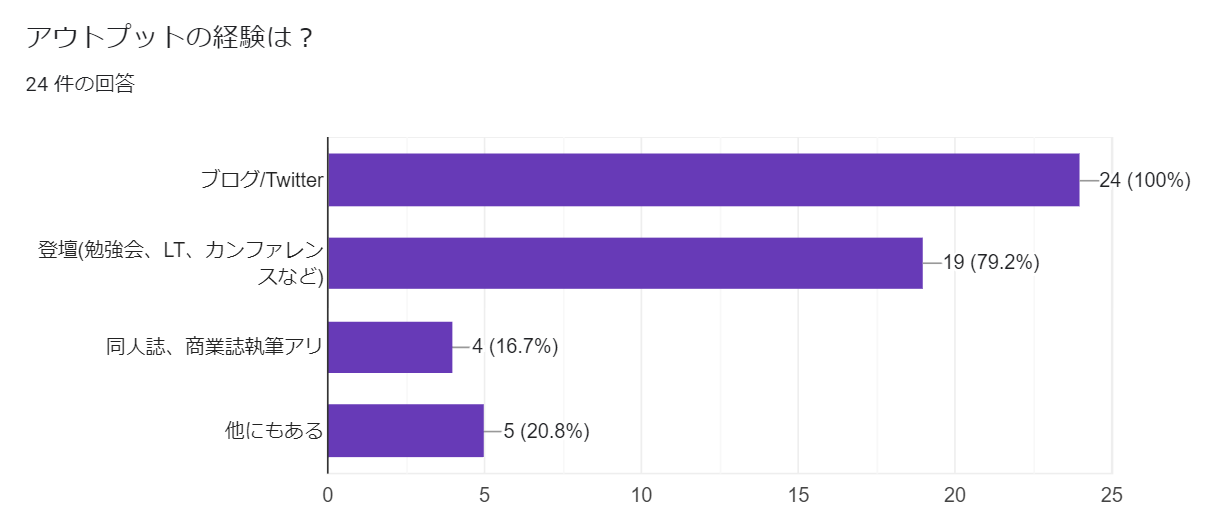 アウトプットの経験は？
24 件の回答
ブログ/Twitter
24 (100%)
登壇(勉強会、LT、カンファレン
スなど)
19 (79.2%)
同人誌、商業誌執筆アリ
4 (16.7%)
他にもある
5 (20.8%)
0 5 10 15 20 25